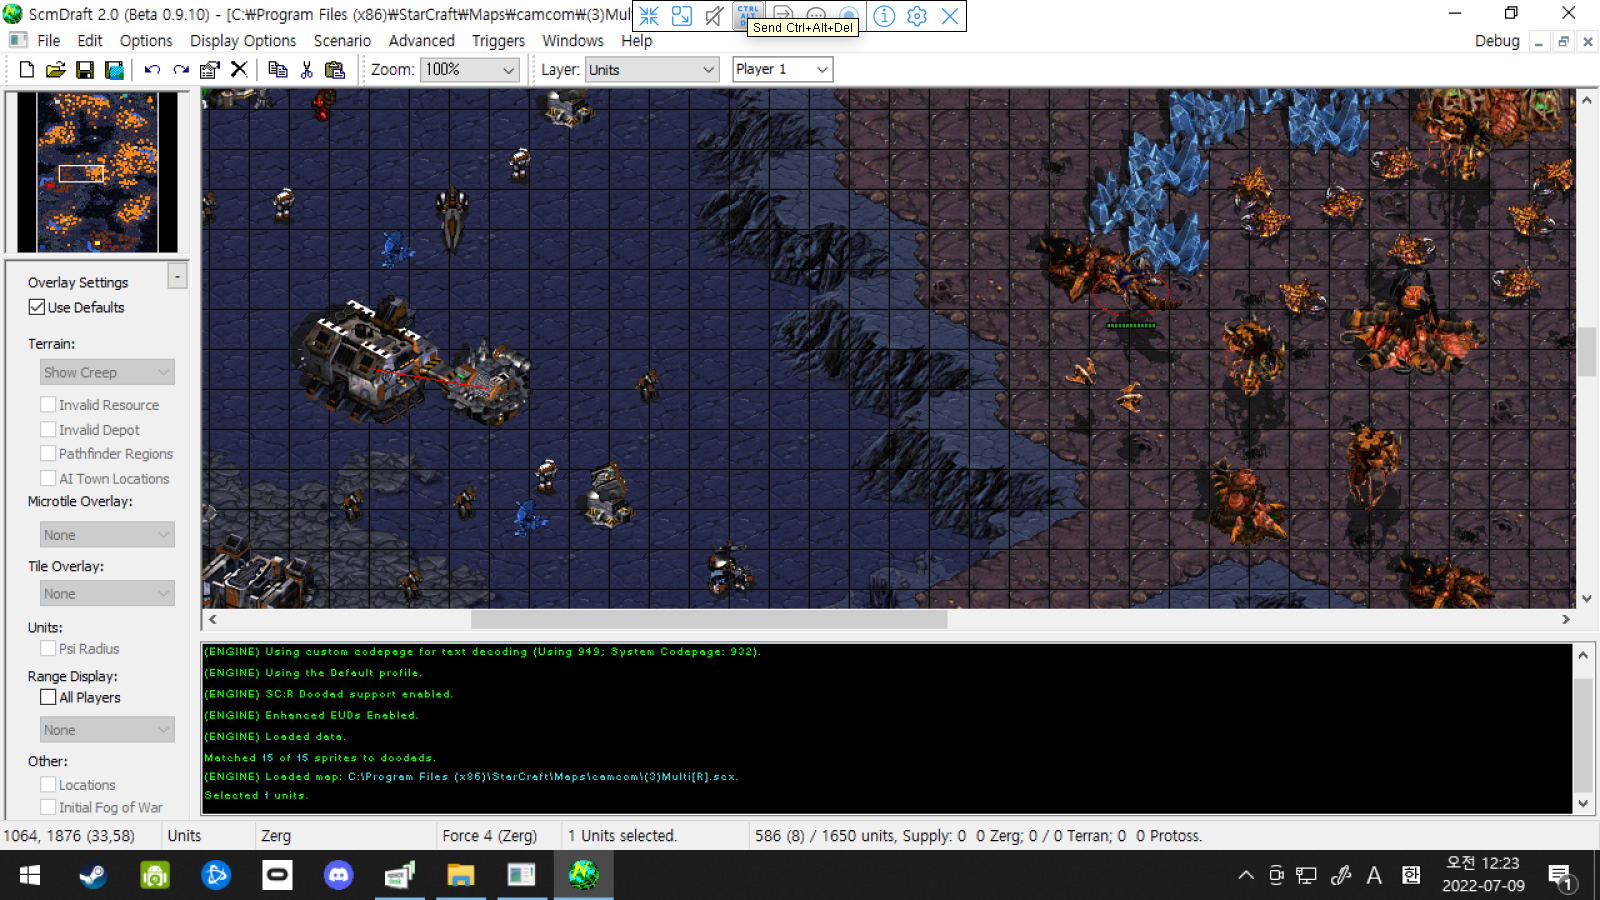 ScmDraft 2.0 (Beta 0.9.10) - [C:₩Program Files (x86)₩StarCraft₩Maps₩camcom₩(3)Mul
CTRL
ALT
Send Ctrl+Alt+Del
File Edit Options Display Options Scenario Advanced Triggers Windows Help
Debug
Zoom: 100% Layer: Units Player 1
Overlay Settings
-
Use Defaults
Terrain:
Show Creep
Invalid Resource
Invalid Depot
Pathfinder Regions
AI Town Locations
Microtile Overlay:
None
Tile Overlay:
None
Units:
Psi Radius
Range Display:
All Players
None
Other:
Locations
Initial Fog of War
(ENGINE) Using custom codepage for text decoding (Using 949; System Codepage: 932).
(ENGINE) Using the Default profile.
(ENGINE) SC:R Doodad support enabled.
(ENGINE) Enhanced EUDs Enabled.
(ENGINE) Loaded data.
Matched 15 of 15 sprites to doodads.
(ENGINE) Loaded map: C:\Program Files (x86)\StarCraft\Maps\camcom\(3)Multi[R].scx.
Selected 1 units.
1064, 1876 (33,58) Units Zerg Force 4 (Zerg) 1 Units selected. 586 (8) / 1650 units, Supply: 0 0 Zerg; 0 / 0 Terran; 0 0 Protoss.
A 한 오전 12:23
2022-07-09
1